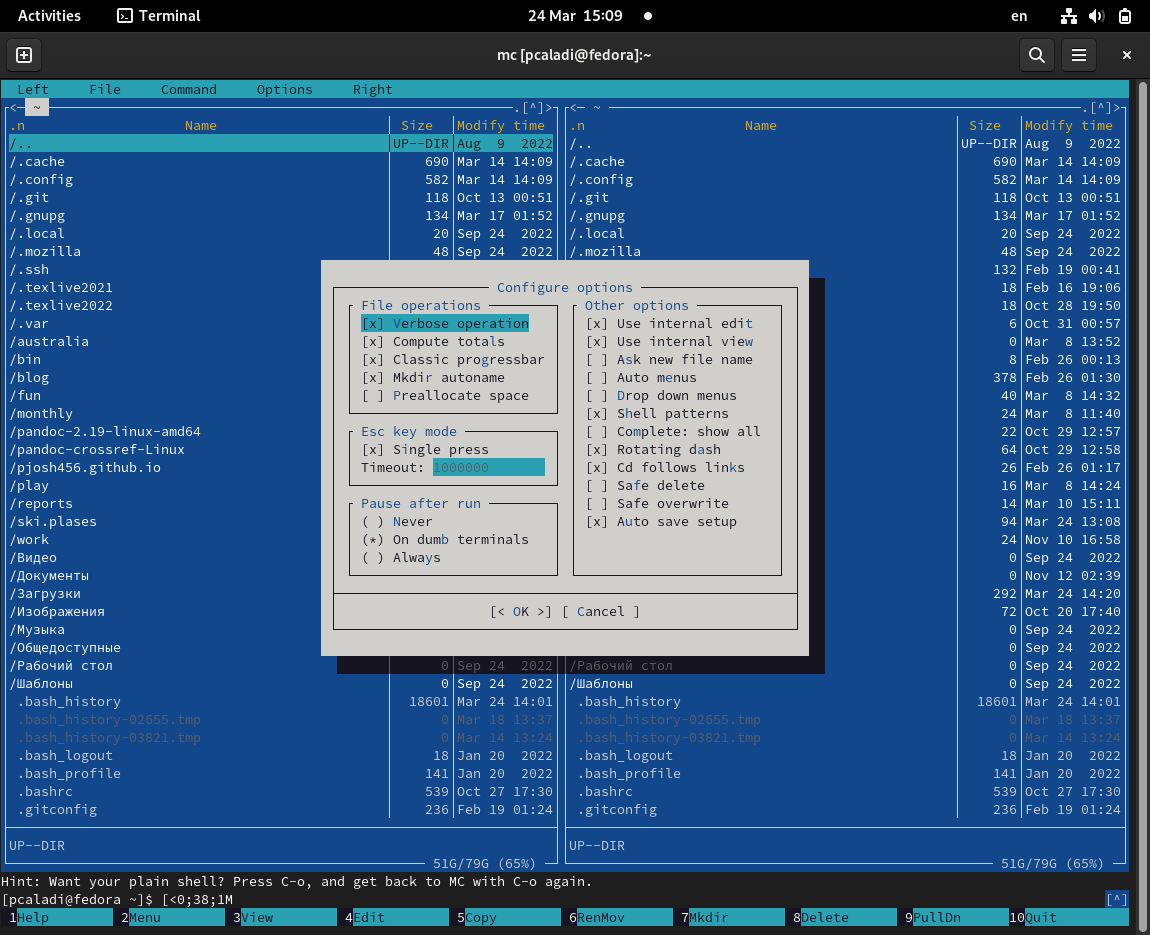 Activities Terminal 24 Mar 15:09 en
mc [pcaladi@fedora]:~
Left File Command Options Right
<─ ~ .[^]> <─ ~ .[^]>
.n Name Size Modify time .n Name Size Modify time
/.. UP--DIR Aug 9 2022 /.. UP--DIR Aug 9 2022
/.cache 690 Mar 14 14:09 /.cache 690 Mar 14 14:09
/.config 582 Mar 14 14:09 /.config 582 Mar 14 14:09
/.git 118 Oct 13 00:51 /.git 118 Oct 13 00:51
/.gnupg 134 Mar 17 01:52 /.gnupg 134 Mar 17 01:52
/.local 20 Sep 24 2022 /.local 20 Sep 24 2022
/.mozilla 48 Sep 24 2022 /.mozilla 48 Sep 24 2022
/.ssh 132 Feb 19 00:41
/.texlive2021 Configure options 18 Feb 16 19:06
/.texlive2022 File operations Other options 18 Oct 28 19:50
/.var [x] Verbose operation [x] Use internal edit 6 Oct 31 00:57
/australia [x] Compute totals [x] Use internal view 0 Mar 8 13:52
/bin [x] Classic progressbar [ ] Ask new file name 8 Feb 26 00:13
/blog [x] Mkdir autoname [ ] Auto menus 378 Feb 26 01:30
/fun [ ] Preallocate space [ ] Drop down menus 40 Mar 8 14:32
/monthly [x] Shell patterns 24 Mar 8 11:40
/pandoc-2.19-linux-amd64 Esc key mode [ ] Complete: show all 22 Oct 29 12:57
/pandoc-crossref-Linux [x] Single press [x] Rotating dash 64 Oct 29 12:58
/pjosh456.github.io Timeout: 1000000 [x] Cd follows links 26 Feb 26 01:17
/play [ ] Safe delete 16 Mar 8 14:24
/reports Pause after run [ ] Safe overwrite 14 Mar 10 15:11
/ski.plases ( ) Never [x] Auto save setup 94 Mar 24 13:08
/work (*) On dumb terminals 24 Nov 10 16:58
/Видео ( ) Always 0 Sep 24 2022
/Документы 0 Nov 12 02:39
/Загрузки 292 Mar 24 14:20
/Изображения [< OK >] [ Cancel ] 72 Oct 20 17:40
/Музыка 0 Sep 24 2022
/Общедоступные 0 Sep 24 2022
/Рабочий стол 0 Sep 24 2022 /Рабочий стол 0 Sep 24 2022
/Шаблоны 0 Sep 24 2022 /Шаблоны 0 Sep 24 2022
.bash_history 18601 Mar 24 14:01 .bash_history 18601 Mar 24 14:01
.bash_history-02655.tmp 0 Mar 18 13:37 .bash_history-02655.tmp 0 Mar 18 13:37
.bash_history-03821.tmp 0 Mar 14 13:24 .bash_history-03821.tmp 0 Mar 14 13:24
.bash_logout 18 Jan 20 2022 .bash_logout 18 Jan 20 2022
.bash_profile 141 Jan 20 2022 .bash_profile 141 Jan 20 2022
.bashrc 539 Oct 27 17:30 .bashrc 539 Oct 27 17:30
.gitconfig 236 Feb 19 01:24 .gitconfig 236 Feb 19 01:24
UP--DIR UP--DIR
51G/79G (65%) 51G/79G (65%)
Hint: Want your plain shell? Press C-o, and get back to MC with C-o again.
[pcaladi@fedora ~]$ [<0;38;1M [^]
1Help 2Menu 3View 4Edit 5Copy 6RenMov 7Mkdir 8Delete 9PullDn 10Quit